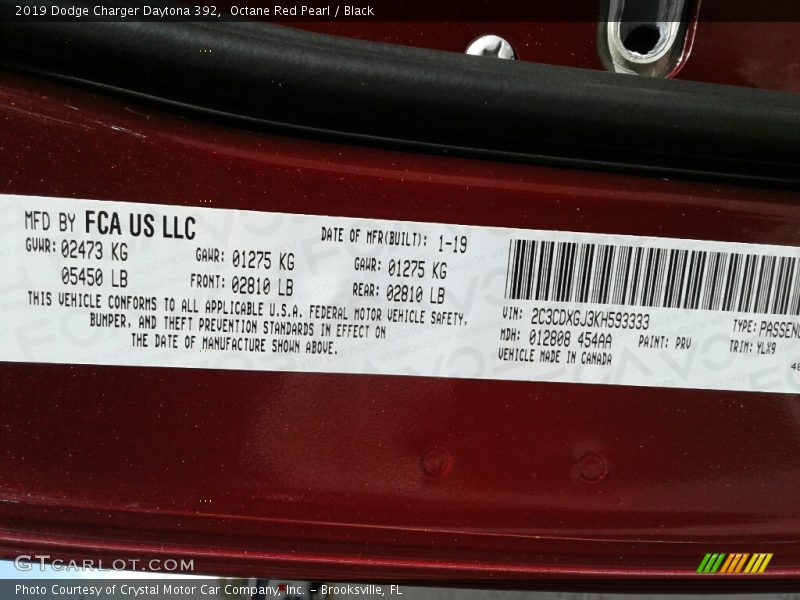 2019 Dodge Charger Daytona 392, Octane Red Pearl / Black
MFD BY FCA US LLC
DATE OF MFR(BUILT): 1-19
GVWR: 02473 KG
05450 LB
GAWR: 01275 KG
FRONT: 02810 LB
GAWR: 01275 KG
REAR: 02810 LB
THIS VEHICLE CONFORMS TO ALL APPLICABLE U.S.A. FEDERAL MOTOR VEHICLE SAFETY,
BUMPER, AND THEFT PREVENTION STANDARDS IN EFFECT ON
THE DATE OF MANUFACTURE SHOWN ABOVE.
VIN: 2C3CDXGJ3KH593333
TYPE: PASSENG
MDH: 012808 454AA
PAINT: PRV
TRIM: YLX9
VEHICLE MADE IN CANADA
48
GTCARLOT.COM
Photo Courtesy of Crystal Motor Car Company, Inc. – Brooksville, FL